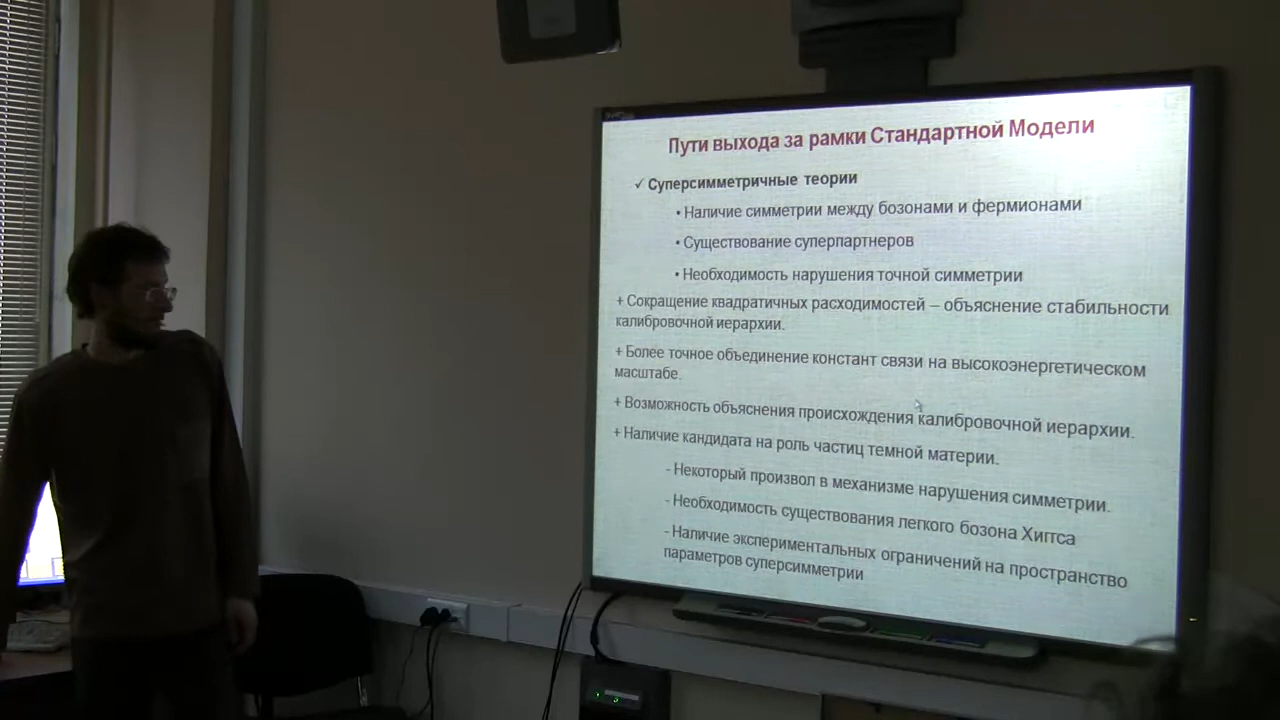 Пути выхода за рамки Стандартной Модели
✓ Суперсимметричные теории
• Наличие симметрии между бозонами и фермионами
• Существование суперпартнеров
• Необходимость нарушения точной симметрии
+ Сокращение квадратичных расходимостей – объяснение стабильности
калибровочной иерархии.
+ Более точное объединение констант связи на высокоэнергетическом
масштабе.
+ Возможность объяснения происхождения калибровочной иерархии.
+ Наличие кандидата на роль частиц темной материи.
- Некоторый произвол в механизме нарушения симметрии.
- Необходимость существования легкого бозона Хиггса
- Наличие экспериментальных ограничений на пространство
параметров суперсимметрии